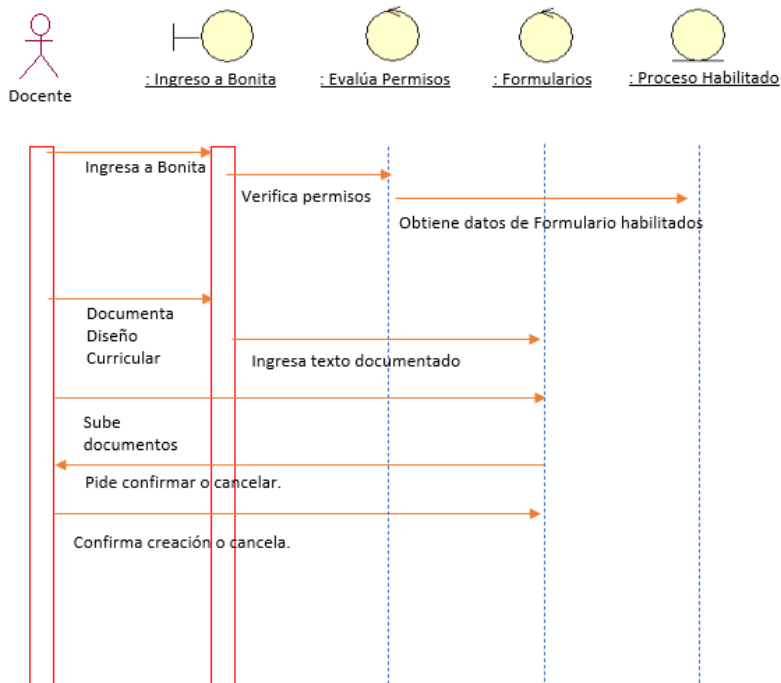 Docente
: Ingreso a Bonita
: Evalúa Permisos
: Formularios
: Proceso Habilitado
Ingresa a Bonita
Verifica permisos
Obtiene datos de Formulario habilitados
Documenta
Diseño
Curricular
Ingresa texto documentado
Sube
documentos
Pide confirmar o cancelar.
Confirma creación o cancela.